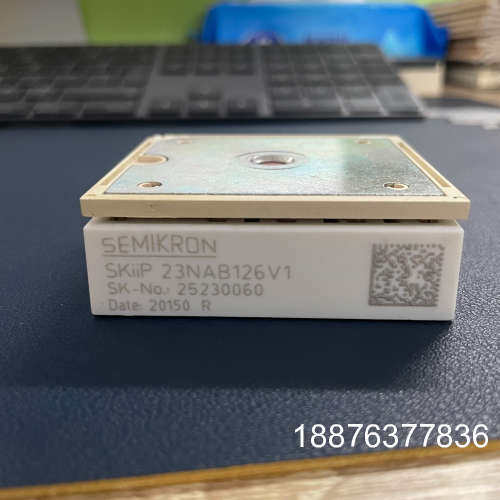 SEMIKRON
SKiiP 23NAB126V1
SK-No.: 25230060
Date: 20150 R
18876377836